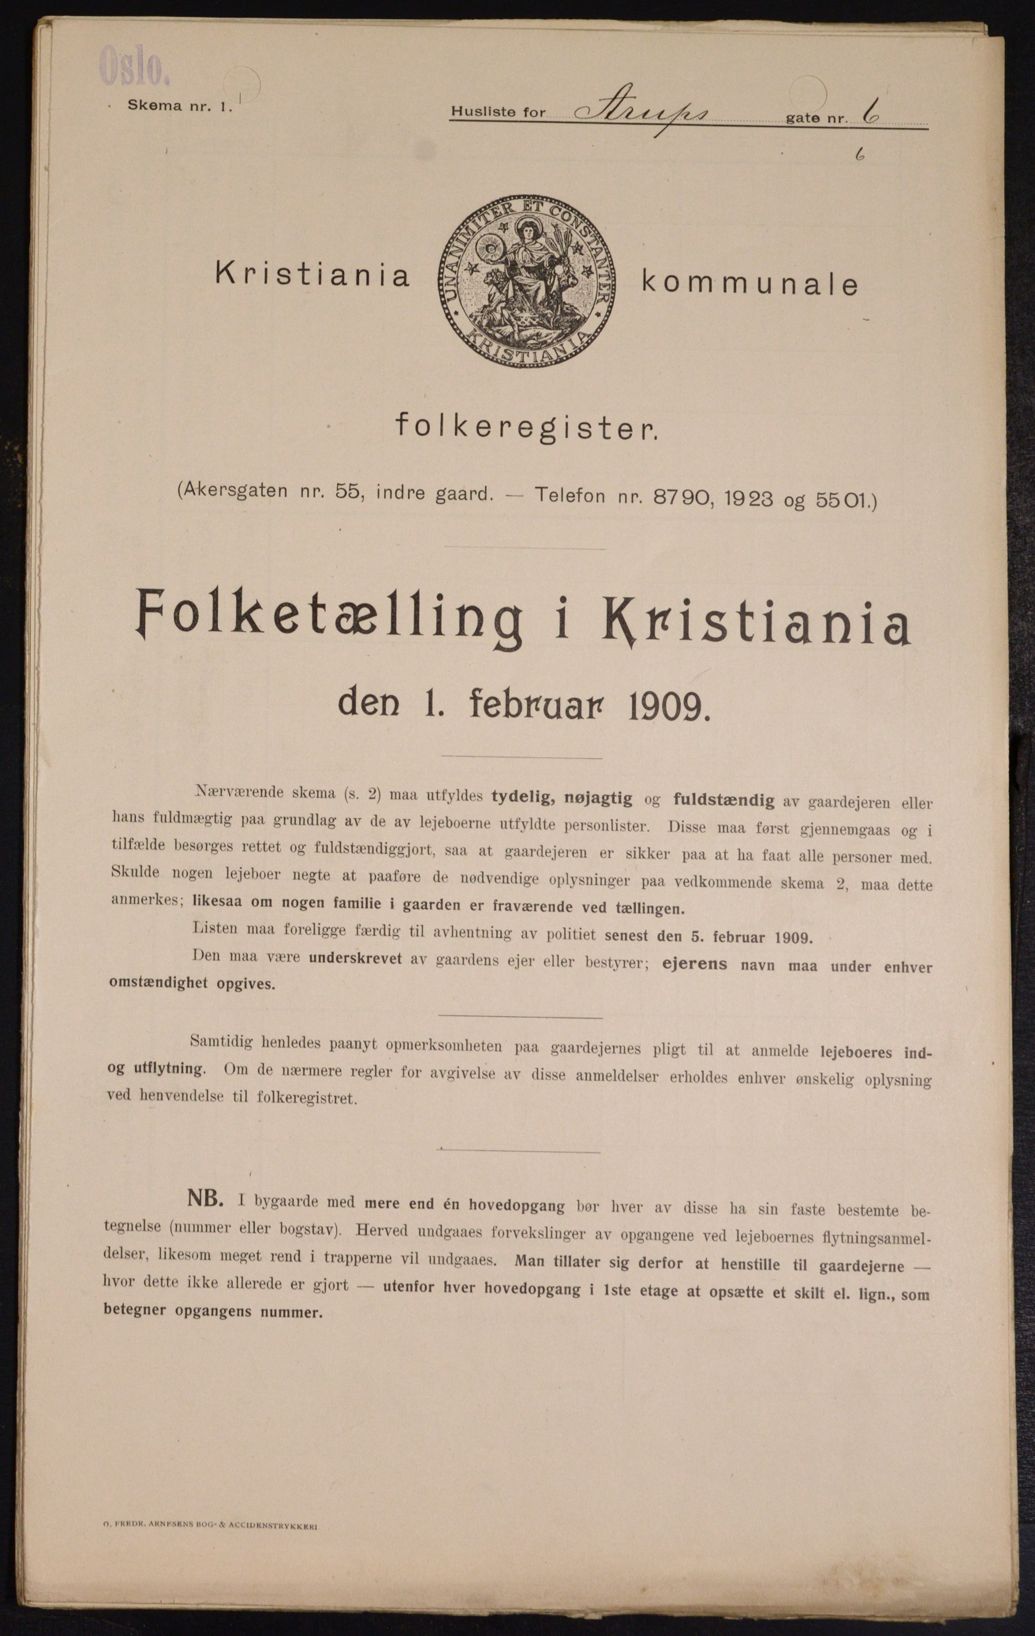 Oslo.
Skema nr. 1.
Husliste for Arups gate nr. 6
6
UNANIMITER ET CONSTANTER
KRISTIANIA
Kristiania kommunale
folkeregister.
(Akersgaten nr. 55, indre gaard. — Telefon nr. 8790, 1923 og 5501.)
Folketælling i Kristiania
den 1. februar 1909.
Nærværende skema (s. 2) maa utfyldes tydelig, nøjagtig og fuldstændig av gaardejeren eller
hans fuldmægtig paa grundlag av de av lejeboerne utfyldte personlister. Disse maa først gjennemgaas og i
tilfælde besørges rettet og fuldstændiggjort, saa at gaardejeren er sikker paa at ha faat alle personer med.
Skulde nogen lejeboer negte at paaføre de nødvendige oplysninger paa vedkommende skema 2, maa dette
anmerkes; likesaa om nogen familie i gaarden er fraværende ved tællingen.
Listen maa foreligge færdig til avhentning av politiet senest den 5. februar 1909.
Den maa være underskrevet av gaardens ejer eller bestyrer; ejerens navn maa under enhver
omstændighet opgives.
Samtidig henledes paanyt opmerksomheten paa gaardejernes pligt til at anmelde lejeboeres ind-
og utflytning. Om de nærmere regler for avgivelse av disse anmeldelser erholdes enhver ønskelig oplysning
ved henvendelse til folkeregistret.
NB. I bygaarde med mere end én hovedopgang bør hver av disse ha sin faste bestemte be-
tegnelse (nummer eller bogstav). Herved undgaaes forvekslinger av opgangene ved lejeboernes flytningsanmel-
delser, likesom meget rend i trapperne vil undgaaes. Man tillater sig derfor at henstille til gaardejerne —
hvor dette ikke allerede er gjort — utenfor hver hovedopgang i 1ste etage at opsætte et skilt el. lign., som
betegner opgangens nummer.
O. FREDR. ARNESENS BOG- & ACCIDENSTRYKKERI